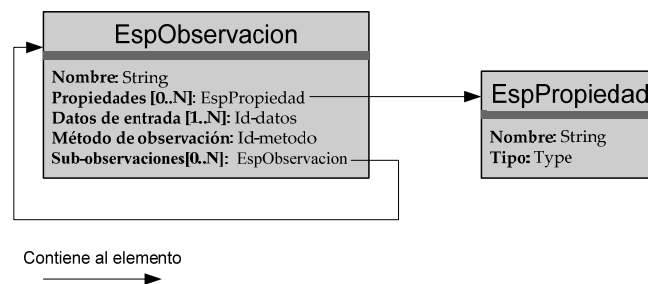 EspObservacion
Nombre: String
Propiedades [0..N]: EspPropiedad
Datos de entrada [1..N]: Id-datos
Método de observación: Id-metodo
Sub-observaciones[0..N]: EspObservacion
EspPropiedad
Nombre: String
Tipo: Type
Contiene al elemento